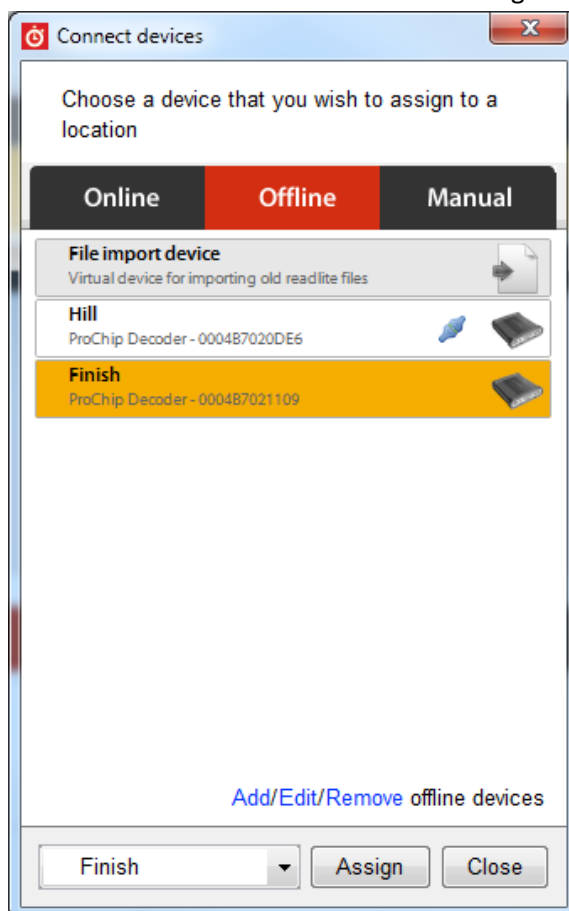 Connect devices
Choose a device that you wish to assign to a
location
Online Offline Manual
File import device
Virtual device for importing old readlite files
Hill
ProChip Decoder - 0004B7020DE6
Finish
ProChip Decoder - 0004B7021109
Add/Edit/Remove offline devices
Finish Assign Close